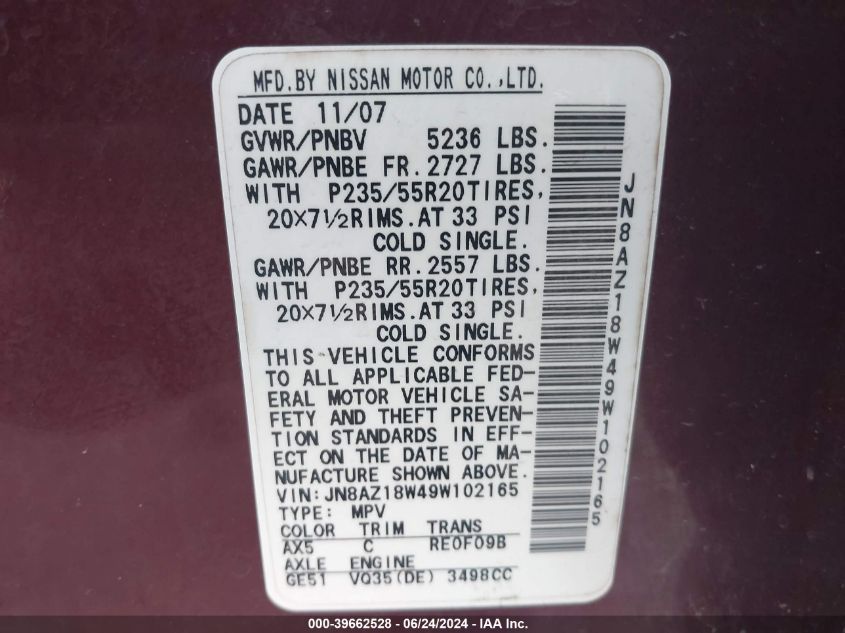 MFD.BY NISSAN MOTOR CO.,LTD.
DATE 11/07
GVWR/PNBV 5236 LBS.
GAWR/PNBE FR.2727 LBS.
WITH P235/55R20TIRES,
20×7½RIMS.AT 33 PSI
COLD SINGLE.
GAWR/PNBE RR.2557 LBS.
WITH P235/55R20TIRES,
20×7½RIMS.AT 33 PSI
COLD SINGLE.
THIS VEHICLE CONFORMS
TO ALL APPLICABLE FED-
ERAL MOTOR VEHICLE SA-
FETY AND THEFT PREVEN-
TION STANDARDS IN EFF-
ECT ON THE DATE OF MA-
NUFACTURE SHOWN ABOVE.
VIN:JN8AZ18W49W102165
TYPE: MPV
COLOR TRIM TRANS
AX5 C RE0F09B
AXLE ENGINE
GE51 VQ35(DE) 3498CC
JN8AZ18W49W102165
000-39662528 - 06/24/2024 - IAA, Inc.